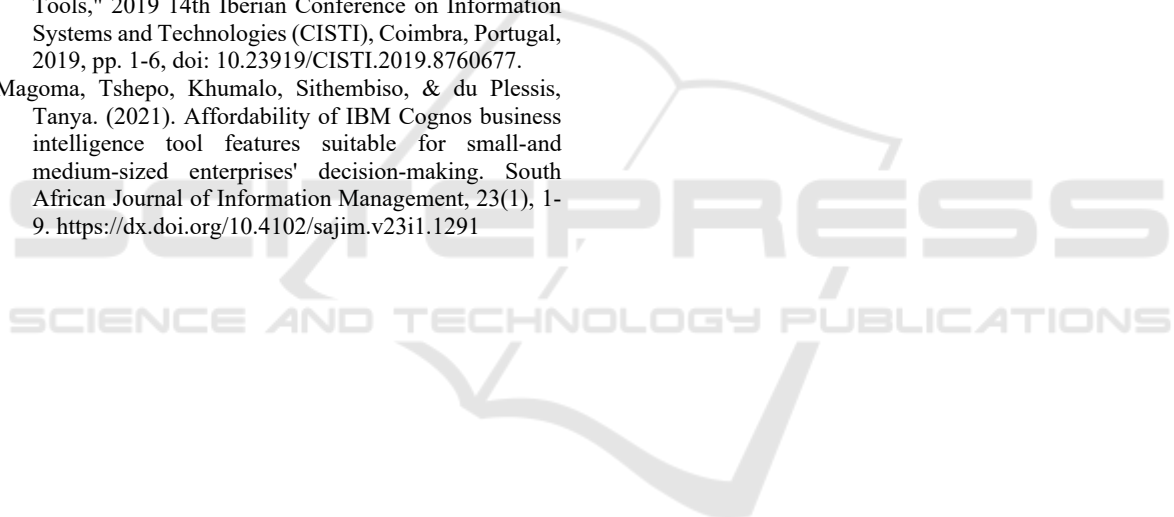 Tools," 2019 14th Iberian Conference on Information
Systems and Technologies (CISTI), Coimbra, Portugal,
2019, pp. 1-6, doi: 10.23919/CISTI.2019.8760677.
Magoma, Tshepo, Khumalo, Sithembiso, & du Plessis,
Tanya. (2021). Affordability of IBM Cognos business
intelligence tool features suitable for small-and
medium-sized enterprises' decision-making. South
African Journal of Information Management, 23(1), 1-
9. https://dx.doi.org/10.4102/sajim.v23i1.1291
SCITEPRESS
SCIENCE AND TECHNOLOGY PUBLICATIONS